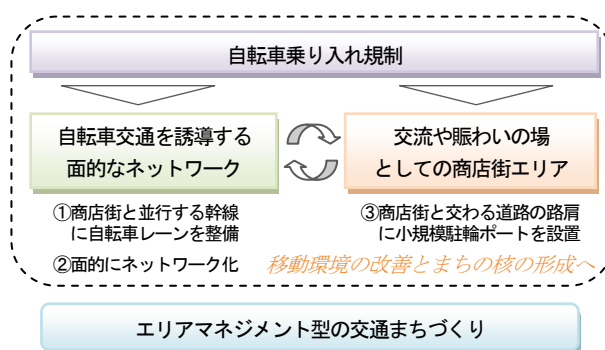 自転車乗り入れ規制
自転車交通を誘導する
面的なネットワーク
交流や賑わいの場
としての商店街エリア
①商店街と並行する幹線
に自転車レーンを整備
②面的にネットワーク化
③商店街と交わる道路の路肩
に小規模駐輪ポートを設置
移動環境の改善とまちの核の形成へ
エリアマネジメント型の交通まちづくり